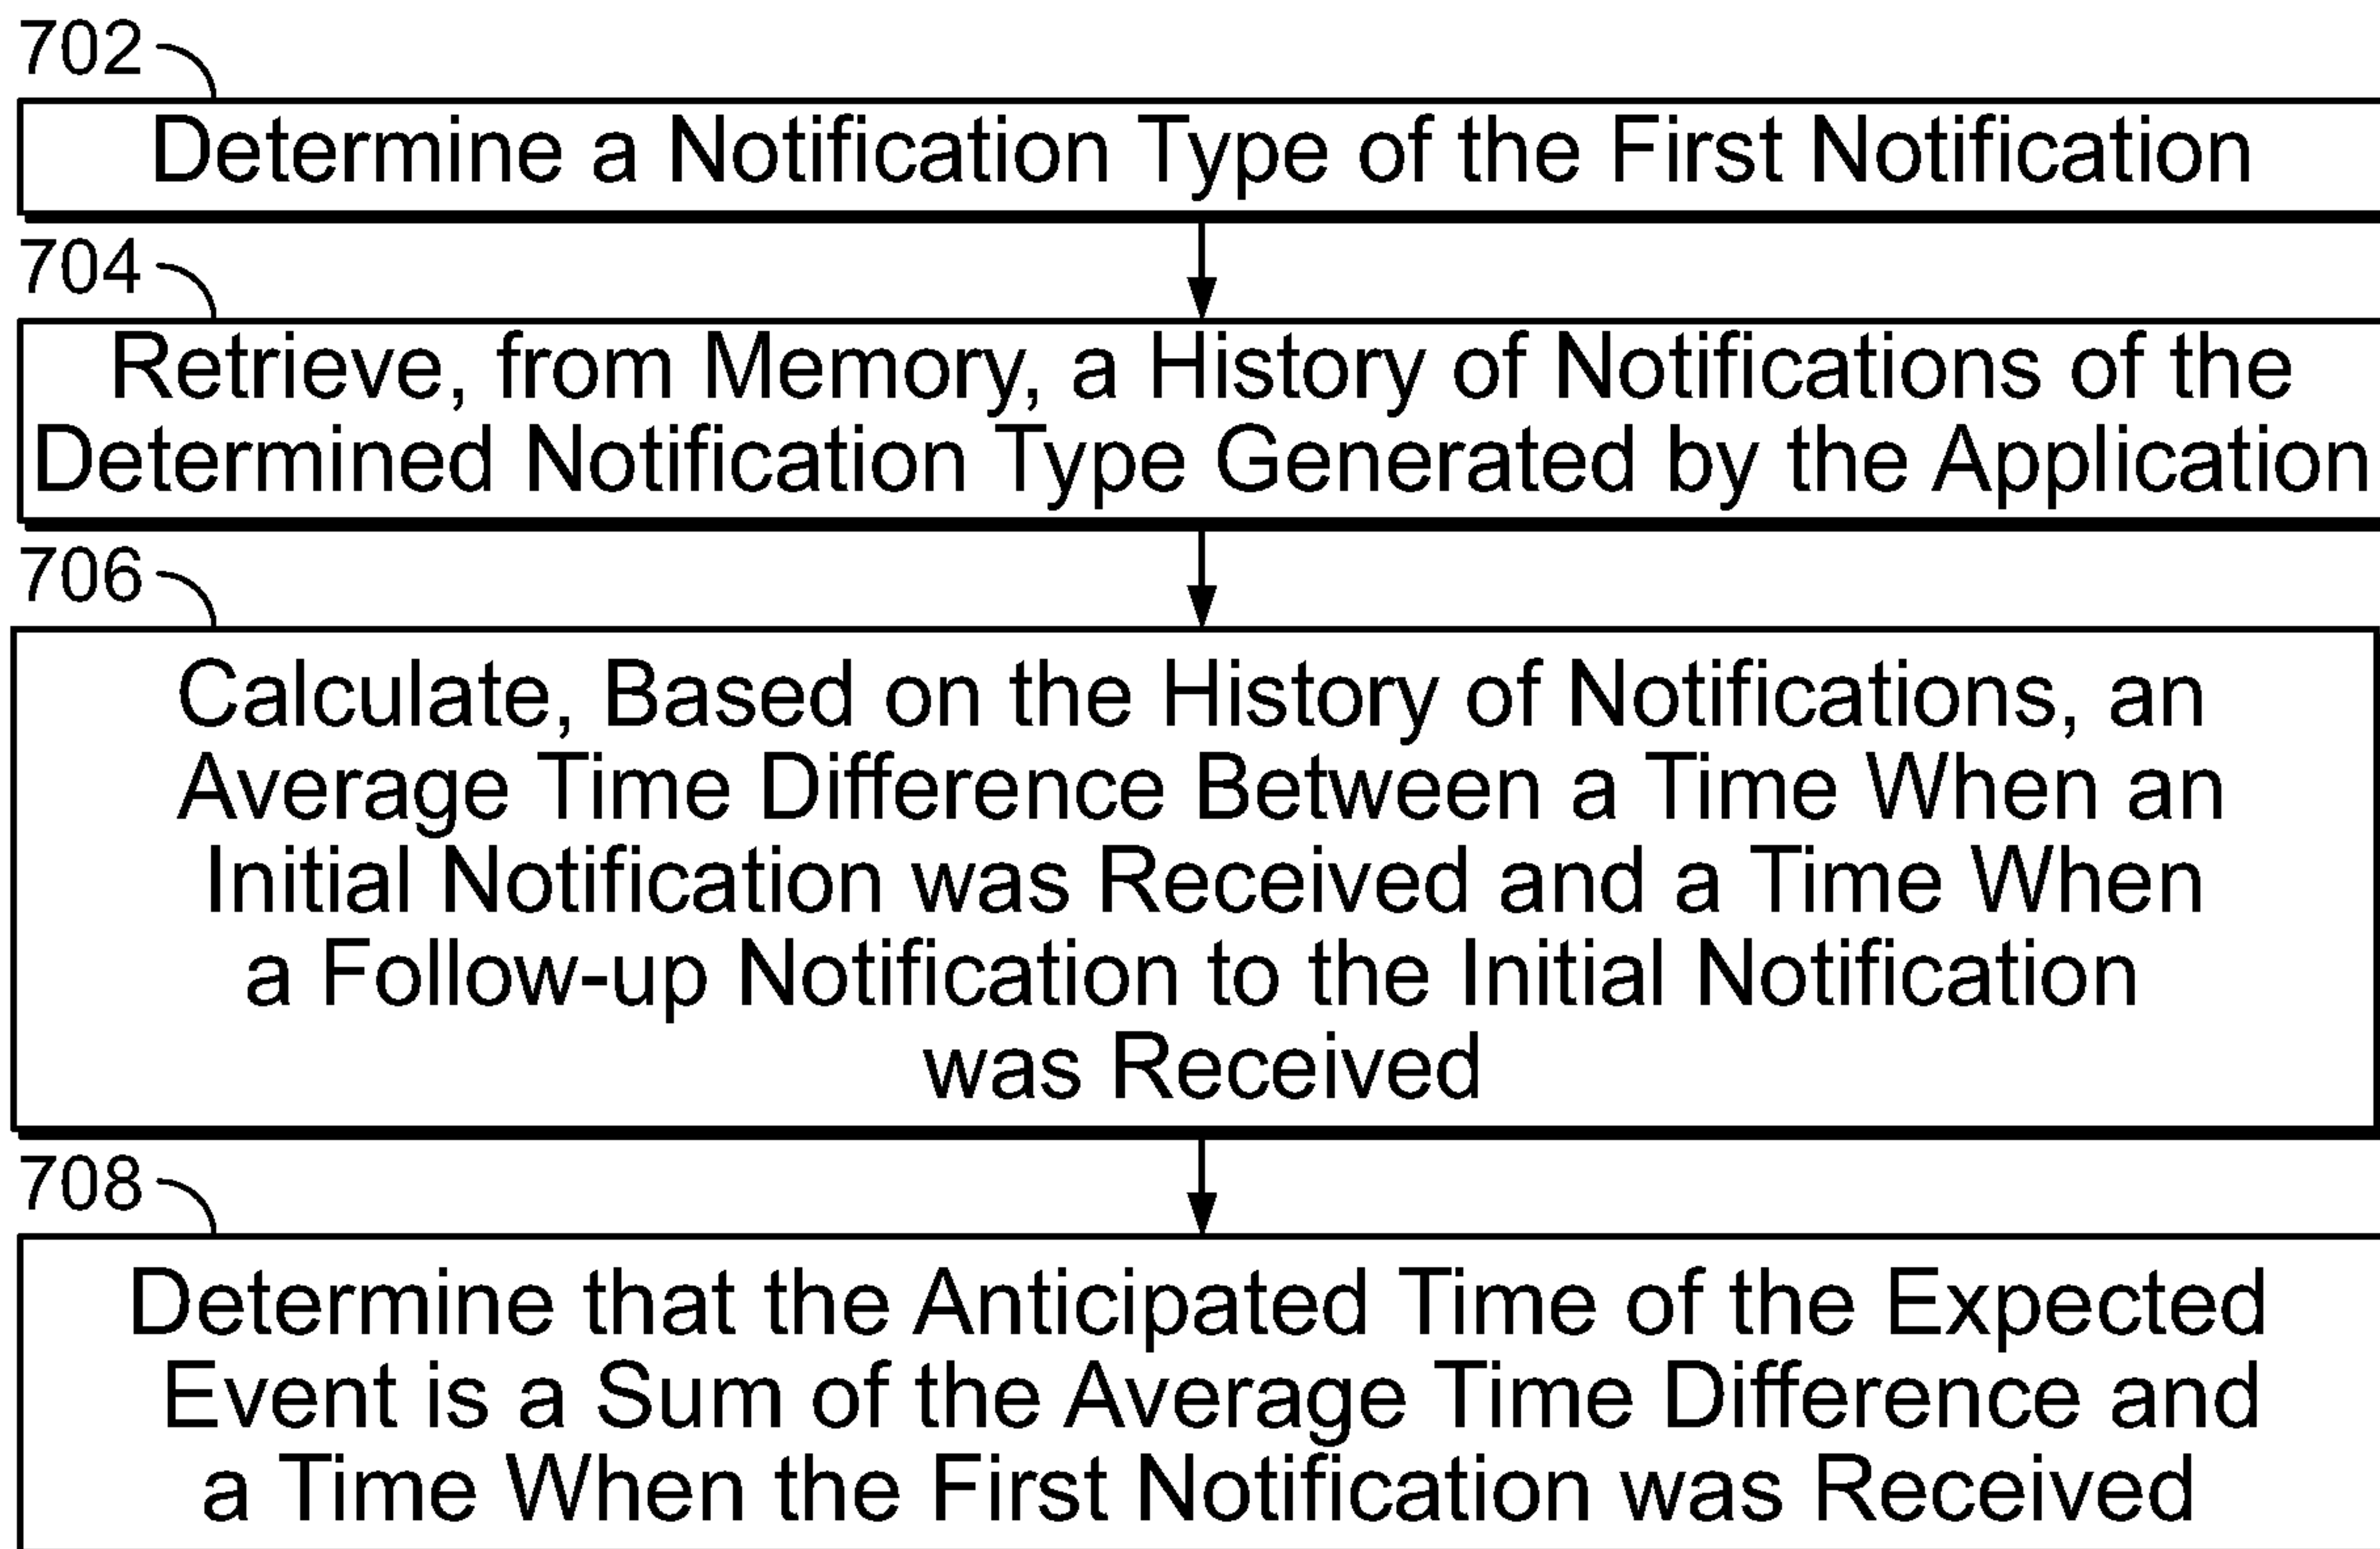 702
Determine a Notification Type of the First Notification
704
Retrieve, from Memory, a History of Notifications of the
Determined Notification Type Generated by the Application
706
Calculate, Based on the History of Notifications, an
Average Time Difference Between a Time When an
Initial Notification was Received and a Time When
a Follow-up Notification to the Initial Notification
was Received
708
Determine that the Anticipated Time of the Expected
Event is a Sum of the Average Time Difference and
a Time When the First Notification was Received